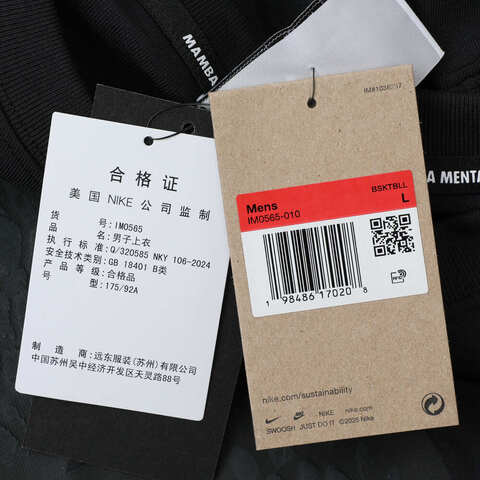 MAMBA
合格证
美国 NIKE 公司监制
货 号: IM0565
品 名: 男子上衣
执行标准: Q/320585 NKY 106-2024
安全技术类别: GB 18401 B类
产品等级: 合格品
号 型: 175/92A
制造商: 远东服装(苏州)有限公司
中国苏州吴中经济开发区天灵路88号
BSKTBLL
Mens
L
IM0565-010
1 98486 17020 8
nike.com/sustainability
NIKE
nike.com
SWOOSH JUST DO IT ©2025 Nike
A MENTA